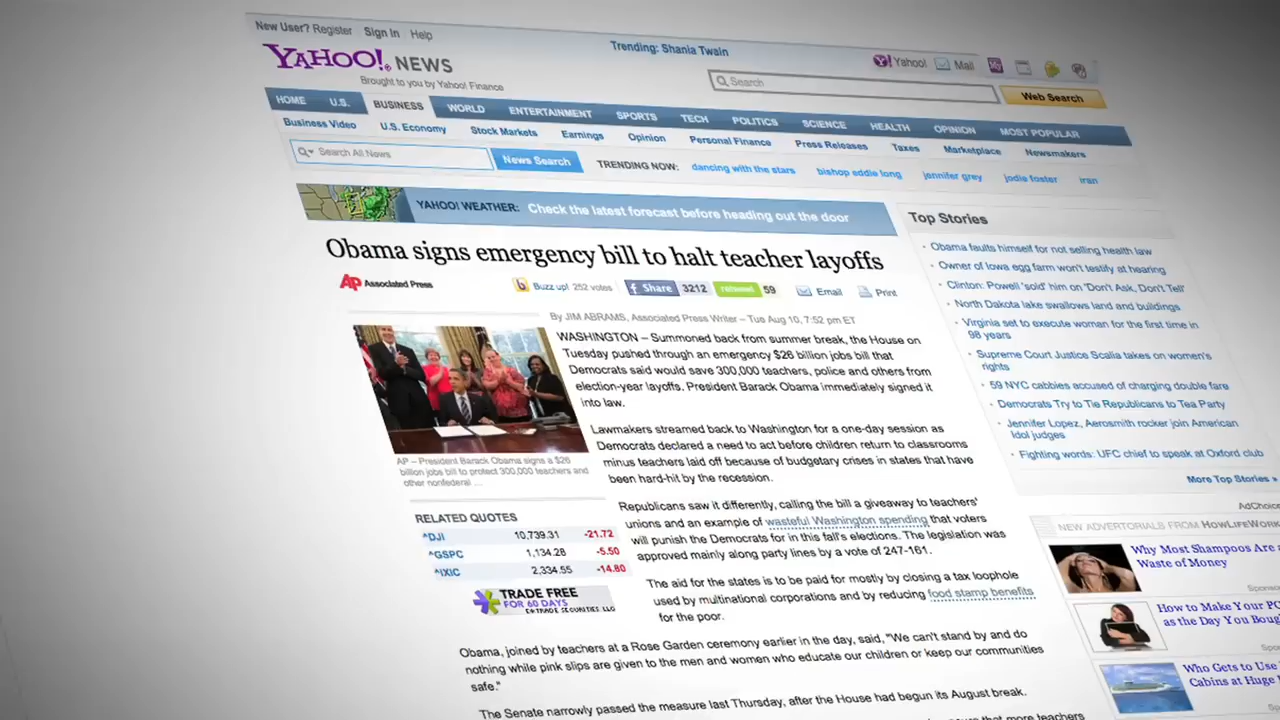 New User? Register Sign In Help
Trending: Shania Twain
YAHOO! NEWS
Brought to you by Yahoo! Finance
Yahoo! Mail
Search
Web Search
HOME U.S. BUSINESS WORLD ENTERTAINMENT SPORTS TECH POLITICS SCIENCE HEALTH OPINION MOST POPULAR
Business Video U.S. Economy Stock Markets Earnings Opinion Personal Finance Press Releases Taxes Marketplace Newsmakers
Search All News
News Search
TRENDING NOW: dancing with the stars bishop eddie long jennifer grey jodie foster iran
YAHOO! WEATHER: Check the latest forecast before heading out the door
Obama signs emergency bill to halt teacher layoffs
AP Associated Press
Buzz up! 252 votes
Share 3212
retweet 59
Email
Print
By JIM ABRAMS, Associated Press Writer – Tue Aug 10, 7:52 pm ET
WASHINGTON – Summoned back from summer break, the House on
Tuesday pushed through an emergency $26 billion jobs bill that
Democrats said would save 300,000 teachers, police and others from
election-year layoffs. President Barack Obama immediately signed it
into law.
Lawmakers streamed back to Washington for a one-day session as
Democrats declared a need to act before children return to classrooms
minus teachers laid off because of budgetary crises in states that have
been hard-hit by the recession.
AP – President Barack Obama signs a $26
billion jobs bill to protect 300,000 teachers and
other nonfederal ...
Republicans saw it differently, calling the bill a giveaway to teachers'
unions and an example of wasteful Washington spending that voters
will punish the Democrats for in this fall's elections. The legislation was
approved mainly along party lines by a vote of 247-161.
RELATED QUOTES
^DJI 10,739.31 -21.72
^GSPC 1,134.28 -5.50
^IXIC 2,334.55 -14.80
TRADE FREE
FOR 60 DAYS
E*TRADE SECURITIES LLC
The aid for the states is to be paid for mostly by closing a tax loophole
used by multinational corporations and by reducing food stamp benefits
for the poor.
Obama, joined by teachers at a Rose Garden ceremony earlier in the day, said, "We can't stand by and do
nothing while pink slips are given to the men and women who educate our children or keep our communities
safe."
The Senate narrowly passed the measure last Thursday, after the House had begun its August break.
that more teachers
Top Stories
Obama faults himself for not selling health law
Owner of Iowa egg farm won't testify at hearing
Clinton: Powell 'sold' him on "Don't Ask, Don't Tell"
North Dakota lake swallows land and buildings
Virginia set to execute woman for the first time in
98 years
Supreme Court Justice Scalia takes on women's
rights
59 NYC cabbies accused of charging double fare
Democrats Try to Tie Republicans to Tea Party
Jennifer Lopez, Aerosmith rocker join American
Idol judges
Fighting words: UFC chief to speak at Oxford club
More Top Stories »
AdChoice
NEW ADVERTORIALS FROM HOWLIFEWOR
Why Most Shampoos Are a
Waste of Money
Sponso
How to Make Your PC
as the Day You Boug
Spo
Who Gets to Use
Cabins at Huge